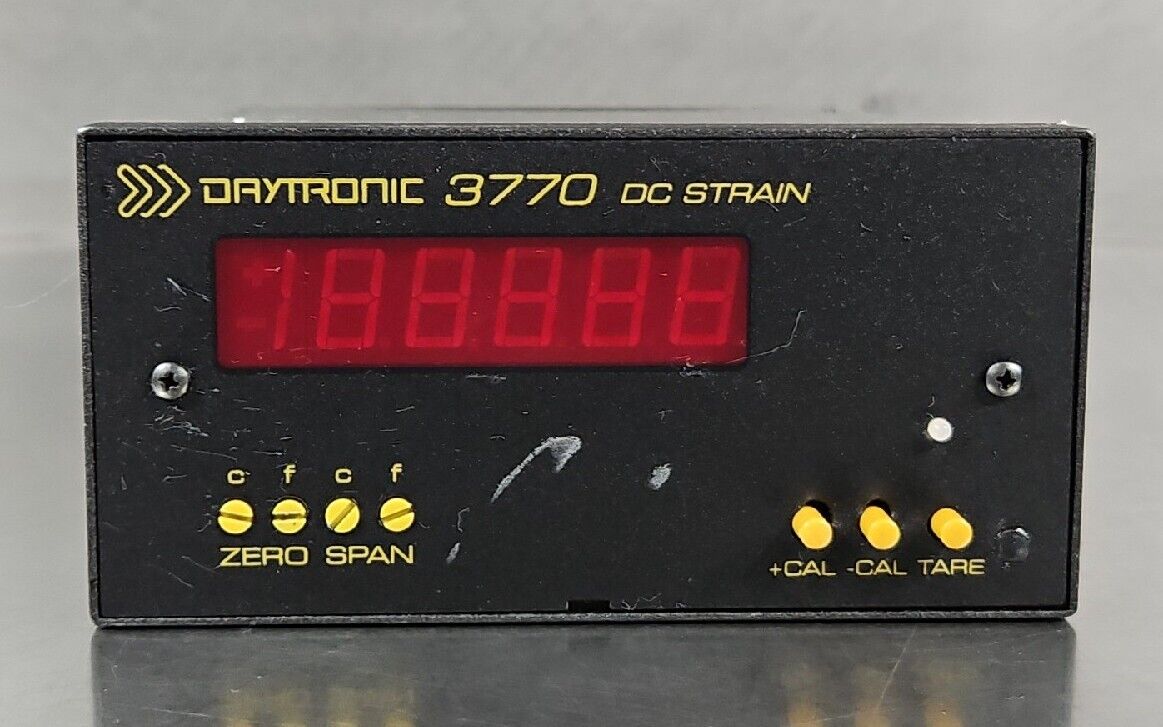 DAYTRONIC 3770 DC STRAIN
c f c f
ZERO SPAN
+CAL -CAL TARE